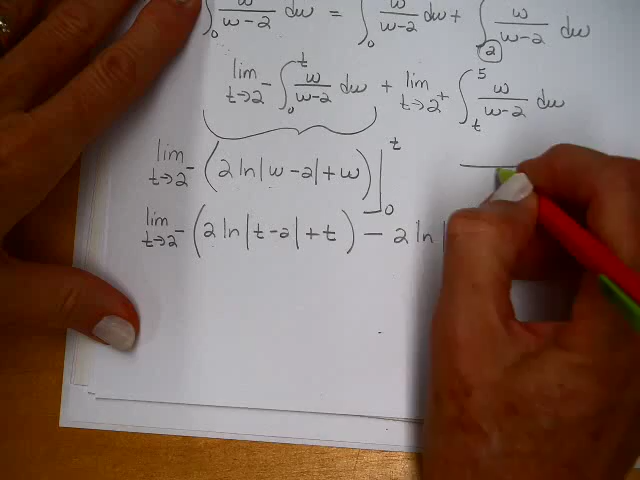 ∫₀ w/(w-2) dw = ∫₀ w/(w-2) dw + ∫₂ w/(w-2) dw
lim t→2⁻ ∫₀ᵗ w/(w-2) dw + lim t→2⁺ ∫ₜ⁵ w/(w-2) dw
lim t→2⁻ (2 ln|w-2| + w)]₀ᵗ
lim t→2⁻ (2 ln|t-2| + t) - 2 ln|